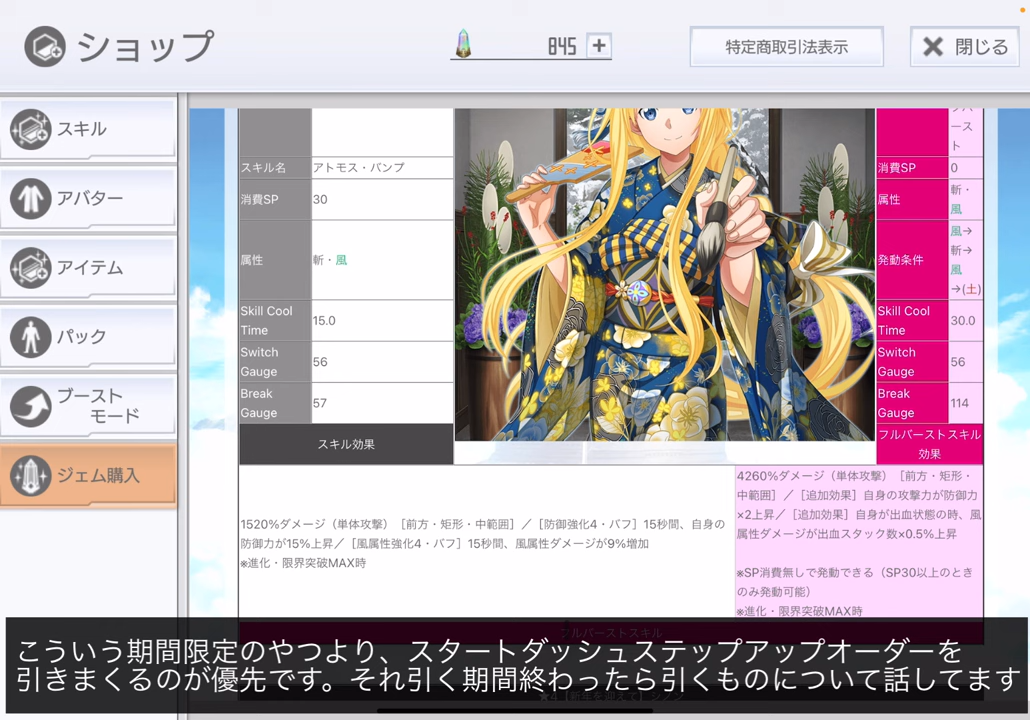 ショップ
845
特定商取引法表示
閉じる
スキル
アバター
アイテム
パック
ブースト
モード
ジェム購入
スキル名
アトモス・バンプ
消費SP
30
属性
斬・風
Skill Cool
Time
15.0
Switch
Gauge
56
Break
Gauge
57
スキル効果
1520%ダメージ（単体攻撃）［前方・矩形・中範囲］／［防御強化4・バフ］15秒間、自身の
防御力が15%上昇／［風属性強化4・バフ］15秒間、風属性ダメージが9%増加
※進化・限界突破MAX時
ース
ト
消費SP
0
属性
斬・
風
発動条件
風→
斬→
風
→(土)
Skill Cool
Time
30.0
Switch
Gauge
56
Break
Gauge
114
フルバーストスキル
効果
4260%ダメージ（単体攻撃）［前方・矩形・
中範囲］／［追加効果］自身の攻撃力が防御力
×2上昇／［追加効果］自身が出血状態の時、風
属性ダメージが出血スタック数×0.5%上昇
※SP消費無しで発動できる（SP30以上のとき
のみ発動可能）
※進化・限界突破MAX時
フルバーストスキル
こういう期間限定のやつより、スタートダッシュステップアップオーダーを
引きまくるのが優先です。それ引く期間終わったら引くものについて話してます